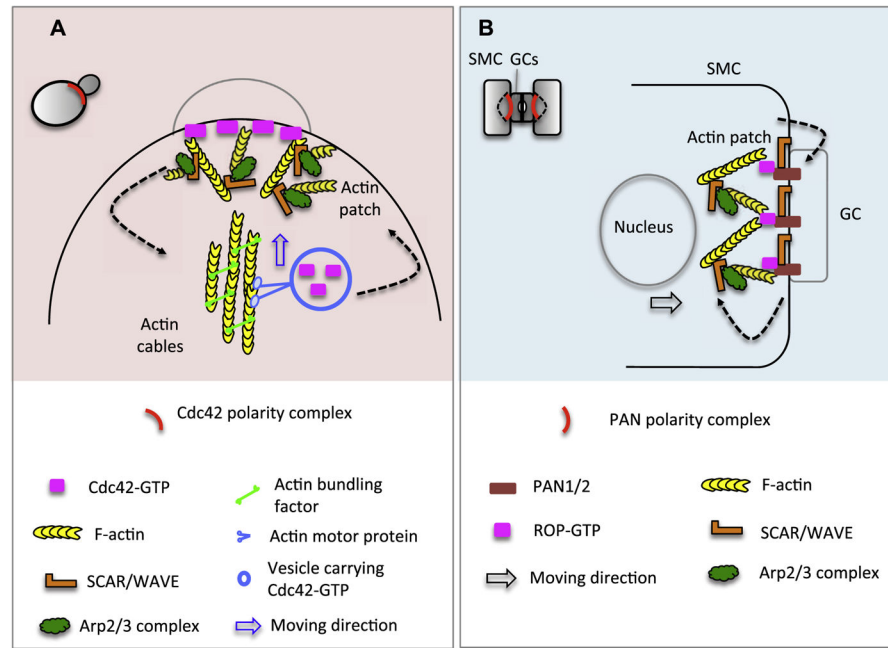 A
Actin
patch
Actin
cables
Cdc42 polarity complex
Cdc42-GTP
F-actin
SCAR/WAVE
Arp2/3 complex
Actin bundling
factor
Actin motor protein
Vesicle carrying
Cdc42-GTP
Moving direction
B
SMC GCs
SMC
Actin patch
Nucleus
GC
PAN polarity complex
PAN1/2
ROP-GTP
Moving direction
F-actin
SCAR/WAVE
Arp2/3 complex